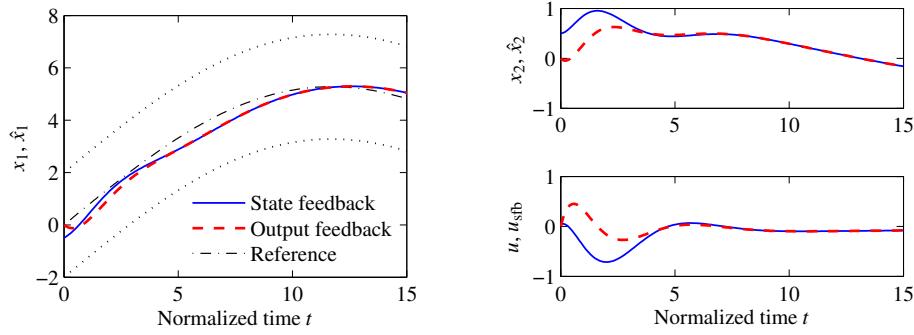 8
6
4
2
0
−2
x₁, x̂₁
State feedback
Output feedback
Reference
0 5 10 15
Normalized time t
1
0
−1
x₂, x̂₂
0 5 10 15
1
0
−1
u, u_sfb
0 5 10 15
Normalized time t